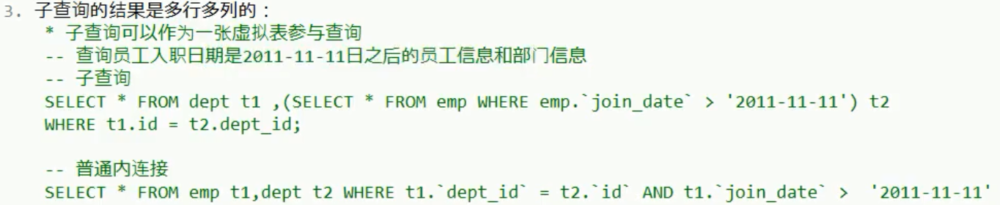 3. 子查询的结果是多行多列的：
* 子查询可以作为一张虚拟表参与查询
-- 查询员工入职日期是2011-11-11日之后的员工信息和部门信息
-- 子查询
SELECT * FROM dept t1 ,(SELECT * FROM emp WHERE emp.`join_date` > '2011-11-11') t2
WHERE t1.id = t2.dept_id;
-- 普通内连接
SELECT * FROM emp t1,dept t2 WHERE t1.`dept_id` = t2.`id` AND t1.`join_date` >  '2011-11-11'